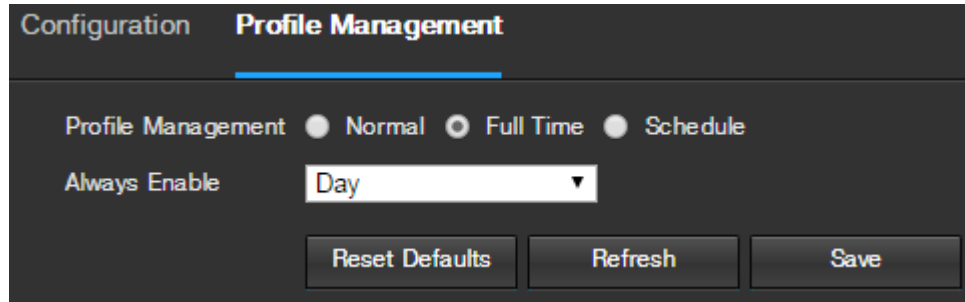 Configuration Profile Management
Profile Management Normal Full Time Schedule
Always Enable Day
Reset Defaults Refresh Save